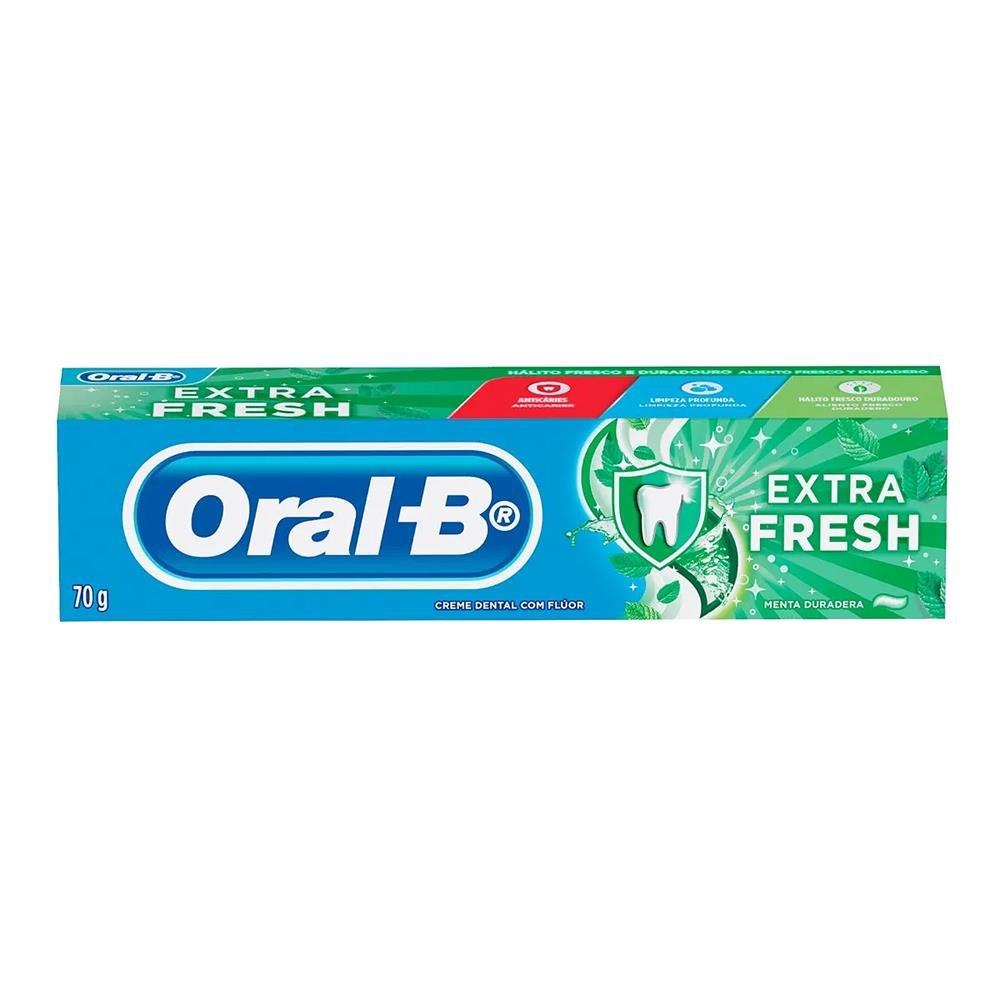 Oral-B
EXTRA
FRESH
HÁLITO FRESCO E DURADOURO ALIENTO FRESCO Y DURADERO
ANTICÁRIES
ANTICARIES
LIMPEZA PROFUNDA
LIMPIEZA PROFUNDA
HÁLITO FRESCO DURADOURO
ALIENTO FRESCO
DURADERO
Oral-B®
EXTRA
FRESH
70 g
CREME DENTAL COM FLÚOR
MENTA DURADERA